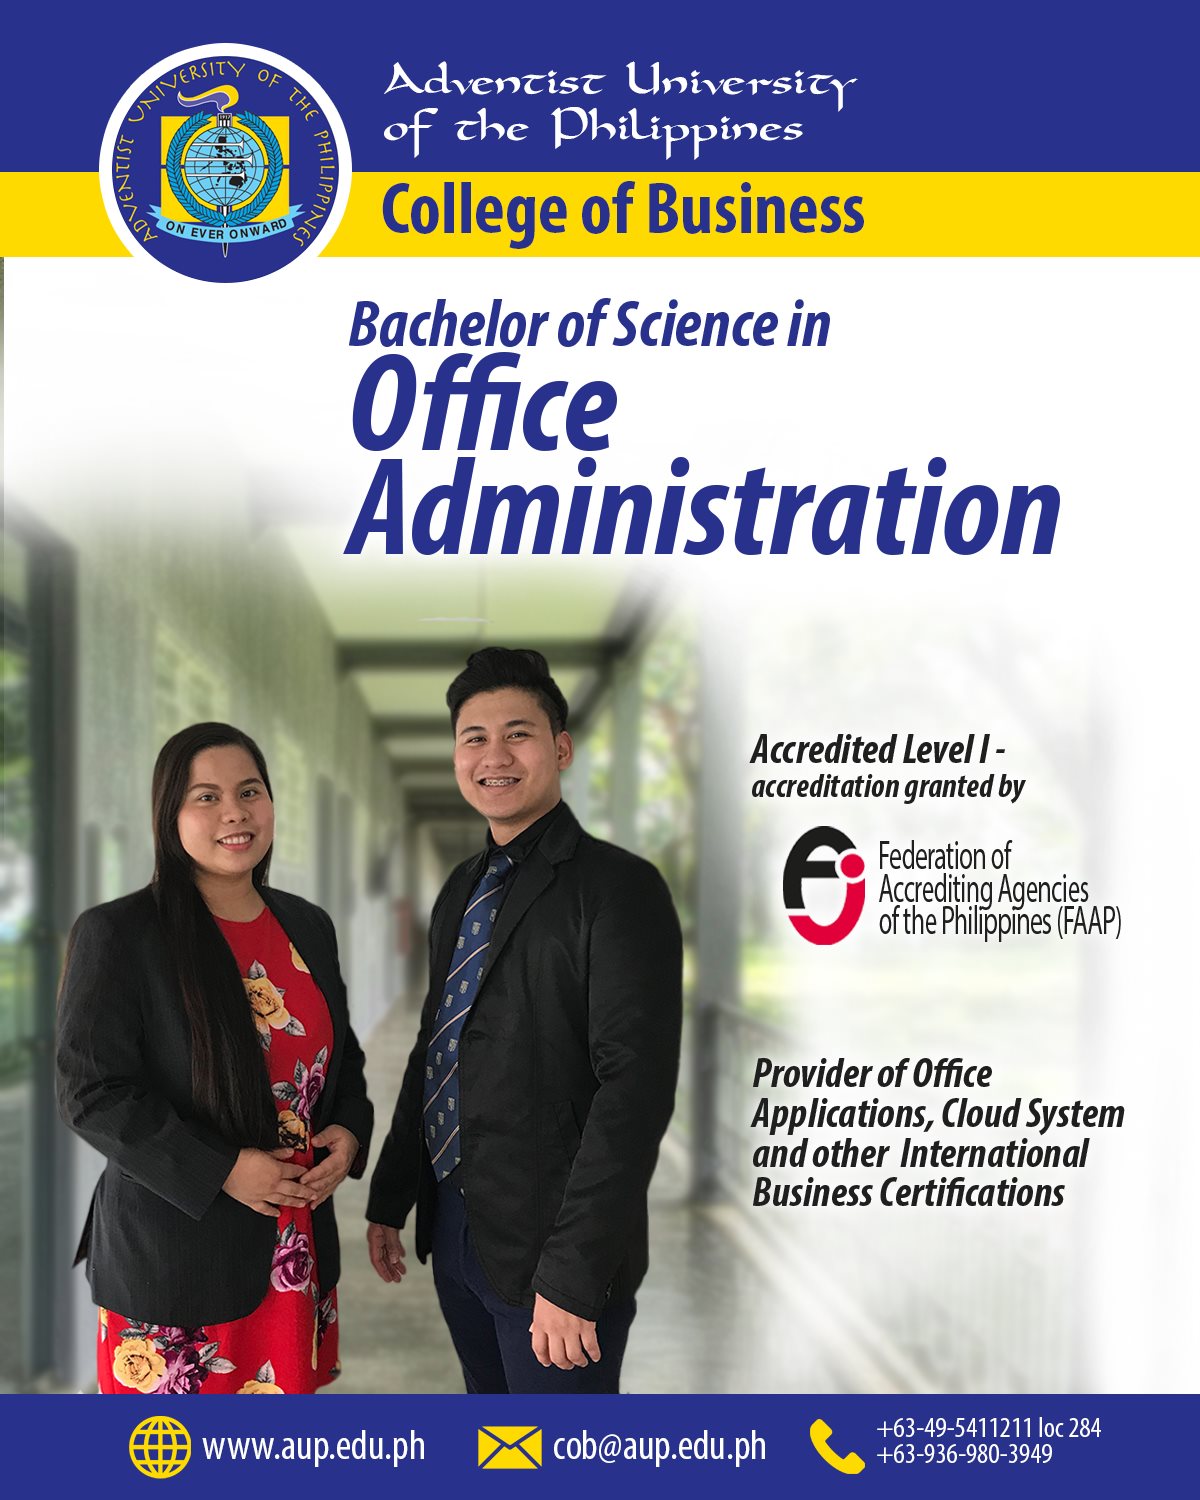 ADVENTIST UNIVERSITY OF THE PHILIPPINES
1917
ON EVER ONWARD
Adventist University
of the Philippines
College of Business
Bachelor of Science in
Office
Administration
Accredited Level I -
accreditation granted by
Federation of
Accrediting Agencies
of the Philippines (FAAP)
Provider of Office
Applications, Cloud System
and other International
Business Certifications
www.aup.edu.ph
cob@aup.edu.ph
+63-49-5411211 loc 284
+63-936-980-3949